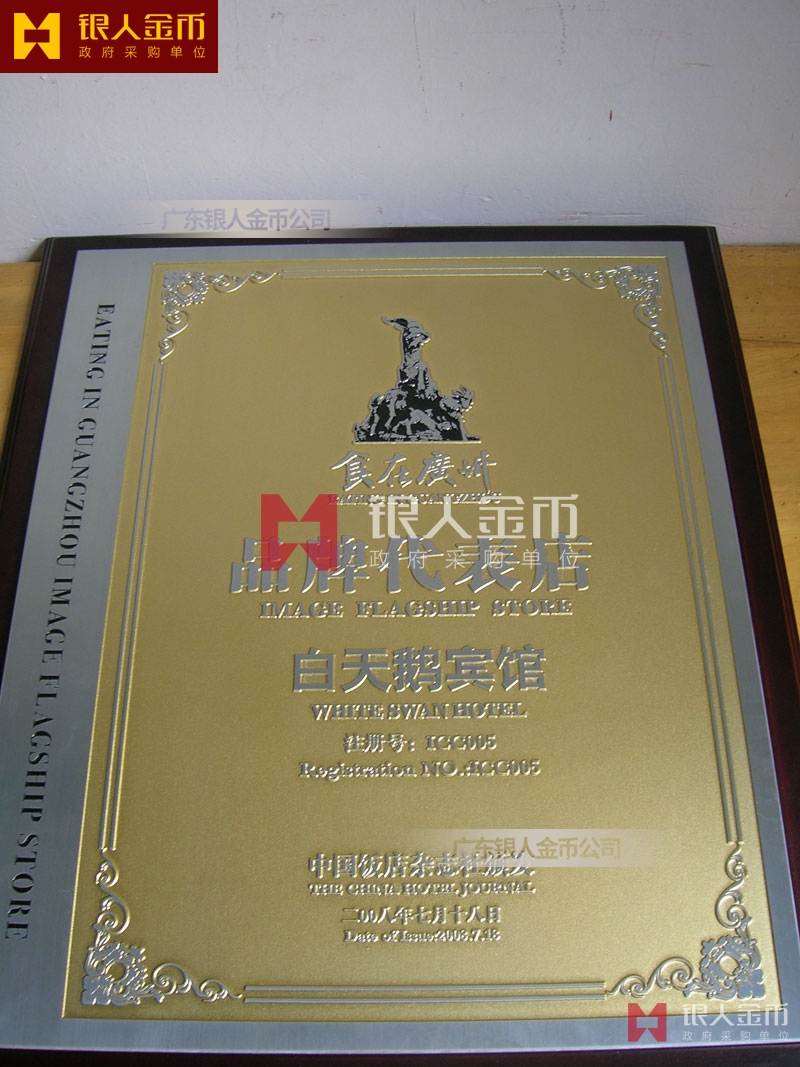 银人金币
政府采购单位
广东银人金币公司
EATING IN GUANGZHOU IMAGE FLAGSHIP STORE
食在廣州
银人金币
政府采购单位
品牌代表店
IMAGE FLAGSHIP STORE
白天鹅宾馆
WHITE SWAN HOTEL
注册号：ICC005
Registration NO.:ICC005
广东银人金币公司
中国饭店杂志社颁发
THE CHINA HOTEL JOURNAL
二00八年七月十八日
Date of Issue:2008.7.18
银人金币
政府采购单位